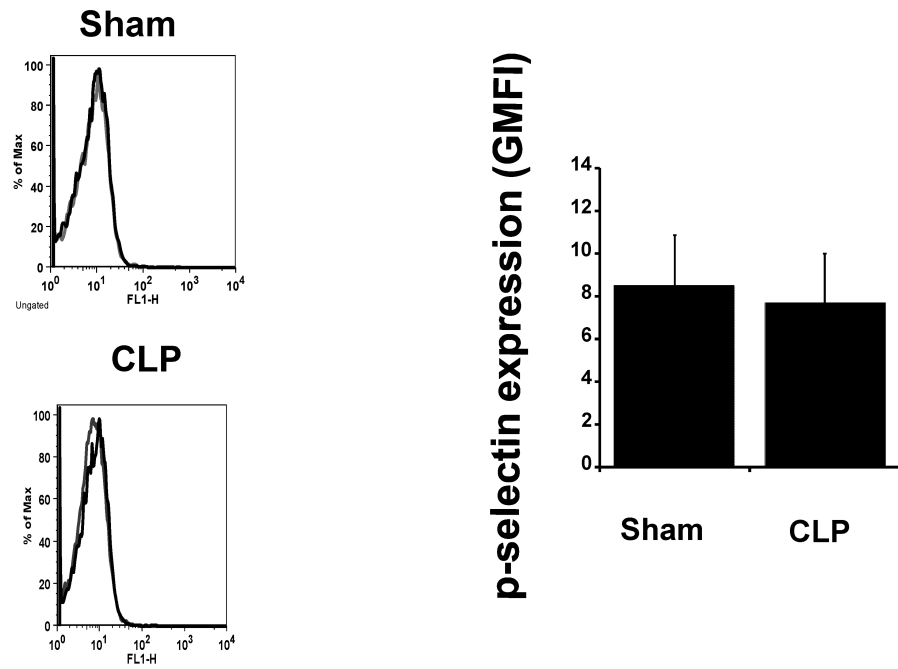 Sham
% of Max
100
80
60
40
20
0
10⁰ 10¹ 10² 10³ 10⁴
FL1-H
Ungated
CLP
% of Max
100
80
60
40
20
0
10⁰ 10¹ 10² 10³ 10⁴
FL1-H
p-selectin expression (GMFI)
14
12
10
8
6
4
2
0
Sham CLP